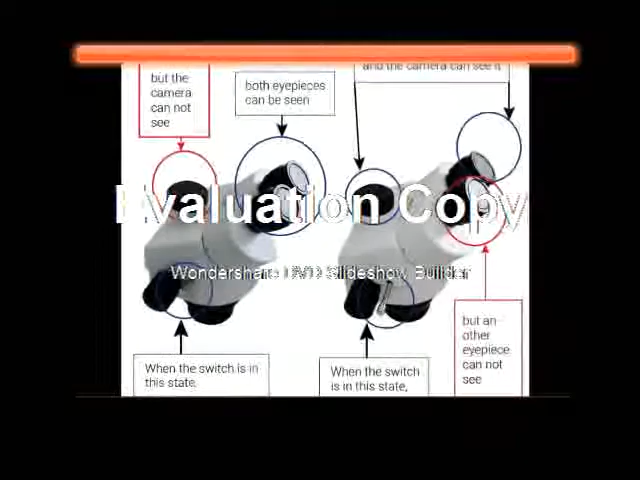 but the
camera
can not
see
both eyepieces
can be seen
and the camera can see it
Evaluation Copy
Wondershare DVD Slideshow Builder
When the switch is in
this state,
When the switch
is in this state,
but an-
other
eyepiece
can not
see